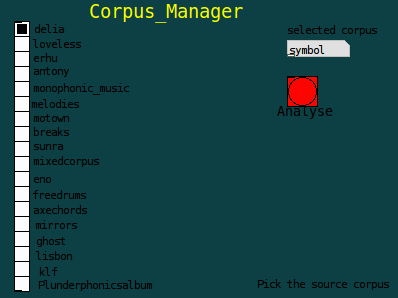 Corpus_Manager
delia
loveless
erhu
antony
monophonic_music
melodies
motown
breaks
sunra
mixedcorpus
eno
freedrums
axechords
mirrors
ghost
lisbon
klf
Plunderphonicsalbum
selected corpus
symbol
Analyse
Pick the source corpus